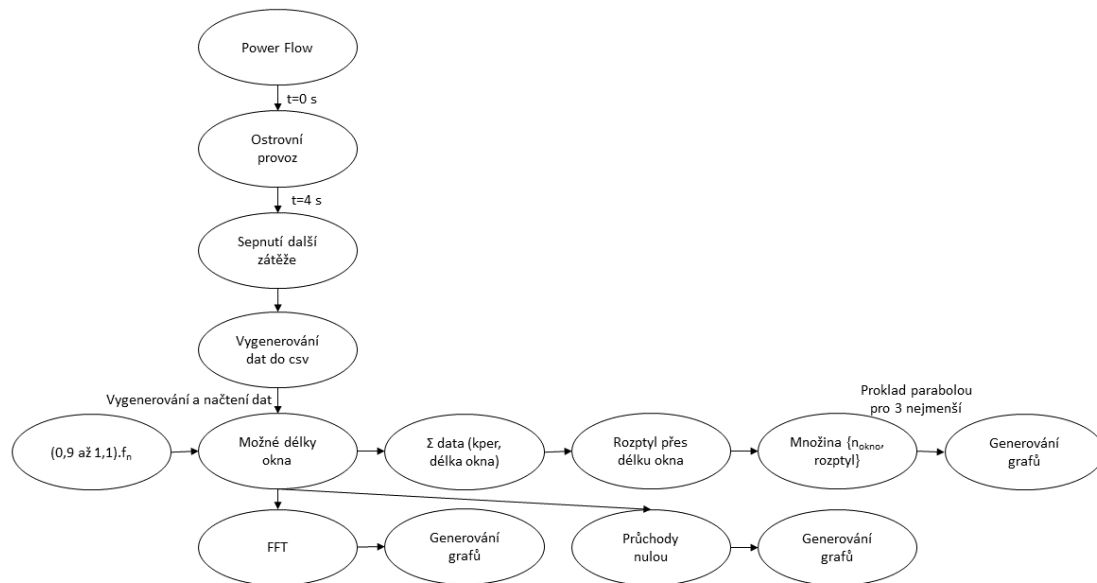 Power Flow
t=0 s
Ostrovní
provoz
t=4 s
Sepnutí další
zátěže
Vygenerování
dat do csv
Vygenerování a načtení dat
Proklad parabolou
pro 3 nejmenší
(0,9 až 1,1).fₙ
Možné délky
okna
Σ data (kper,
délka okna)
Rozptyl přes
délku okna
Množina {nokno,
rozptyl}
Generování
grafů
FFT
Generování
grafů
Průchody
nulou
Generování
grafů